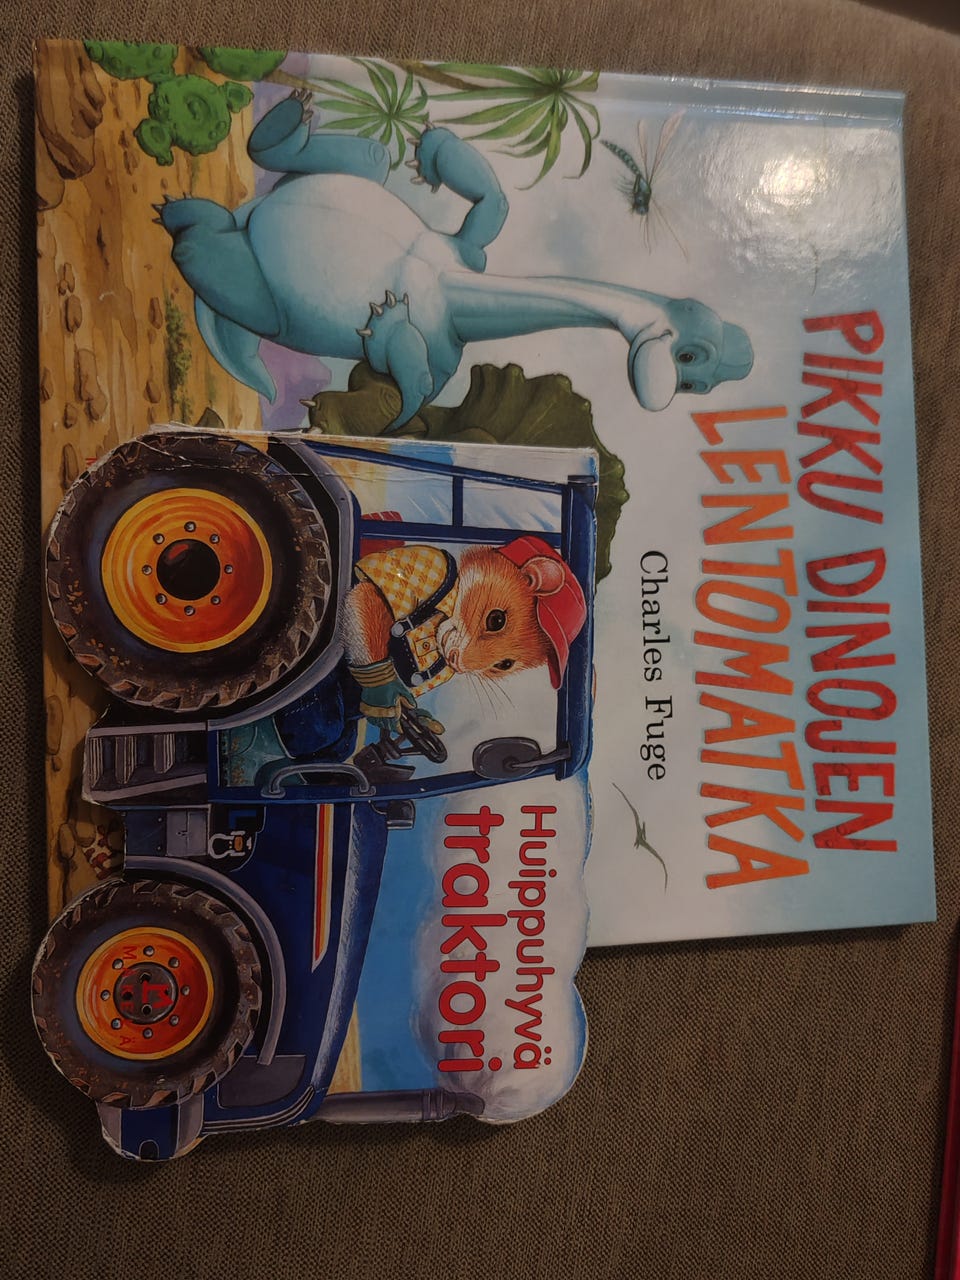 PIKKU DINOJEN
LENTOMATKA
Charles Fuge
Huippuhyvä
traktori